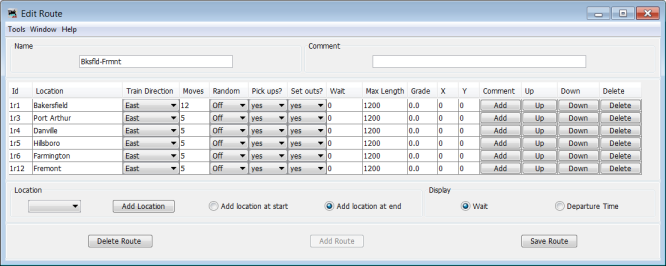 Edit Route
Tools Window Help
Name Comment
Bksfld-Frmnt
Id Location Train Direction Moves Random Pick ups? Set outs? Wait Max Length Grade X Y Comment Up Down Delete
1r1 Bakersfield East 12 Off yes yes 0 1200 0.0 0 0 Add Up Down Delete
1r3 Port Arthur East 5 Off yes yes 0 1200 0.0 0 0 Add Up Down Delete
1r4 Danville East 5 Off yes yes 0 1200 0.0 0 0 Add Up Down Delete
1r5 Hillsboro East 5 Off yes yes 0 1200 0.0 0 0 Add Up Down Delete
1r6 Farmington East 5 Off yes yes 0 1200 0.0 0 0 Add Up Down Delete
1r12 Fremont East 5 Off yes yes 0 1200 0.0 0 0 Add Up Down Delete
Location Display
Add Location Add location at start Add location at end Wait Departure Time
Delete Route Add Route Save Route